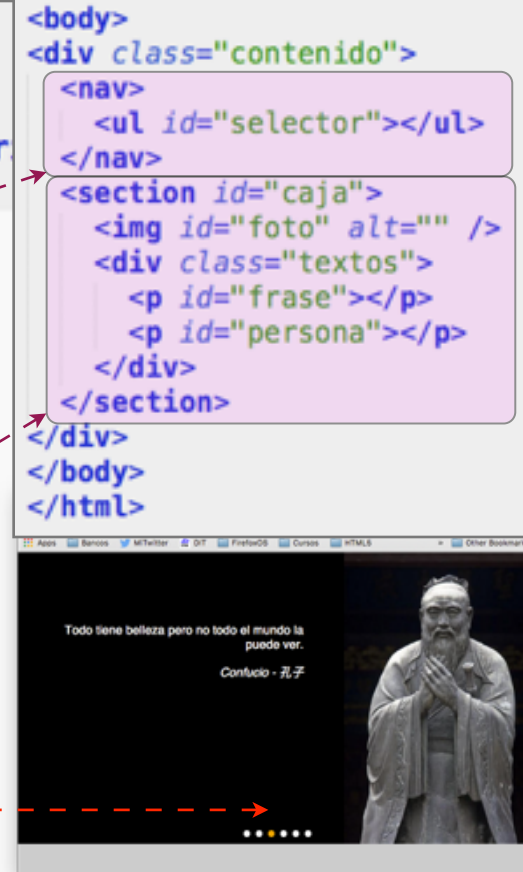 <body>
<div class="contenido">
<nav>
<ul id="selector"></ul>
</nav>
<section id="caja">
<img id="foto" alt="" />
<div class="textos">
<p id="frase"></p>
<p id="persona"></p>
</div>
</section>
</div>
</body>
</html>
Apps Bancos MiTwitter DIT FirefoxOS Cursos HTML5 » Other Bookmar
Todo tiene belleza pero no todo el mundo la
puede ver.
Confucio - 孔子